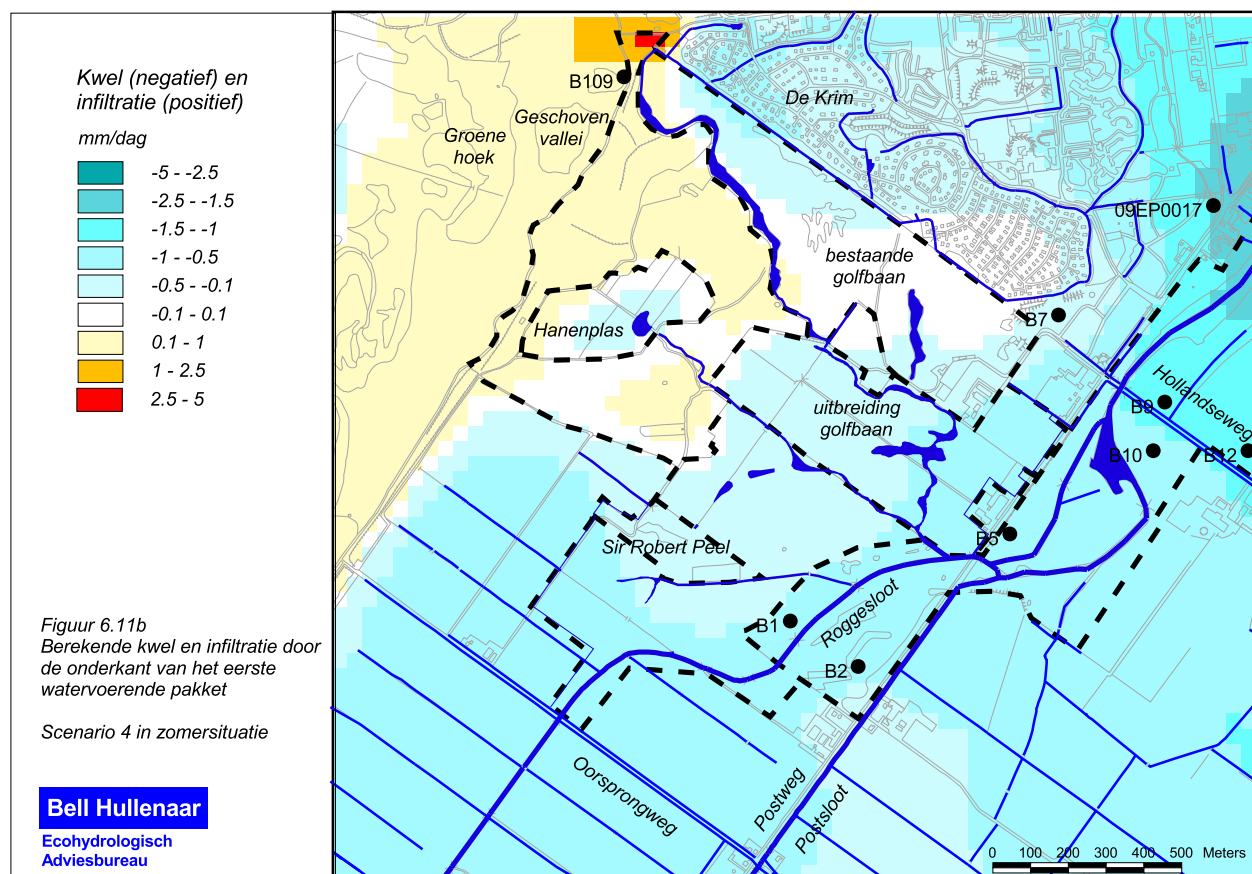 Kwel (negatief) en
infiltratie (positief)
mm/dag
-5 - -2.5
-2.5 - -1.5
-1.5 - -1
-1 - -0.5
-0.5 - -0.1
-0.1 - 0.1
0.1 - 1
1 - 2.5
2.5 - 5
Figuur 6.11b
Berekende kwel en infiltratie door
de onderkant van het eerste
watervoerende pakket
Scenario 4 in zomersituatie
Bell Hullenaar
Ecohydrologisch
Adviesbureau
B109
De Krim
Geschoven
vallei
Groene
hoek
09EP0017
bestaande
golfbaan
B7
Hanenplas
Hollandseweg
B9
uitbreiding
golfbaan
B10
B12
B5
Sir Robert Peel
Roggesloot
B1
B2
Oorsprongweg
Postweg
Postsloot
0 100 200 300 400 500 Meters